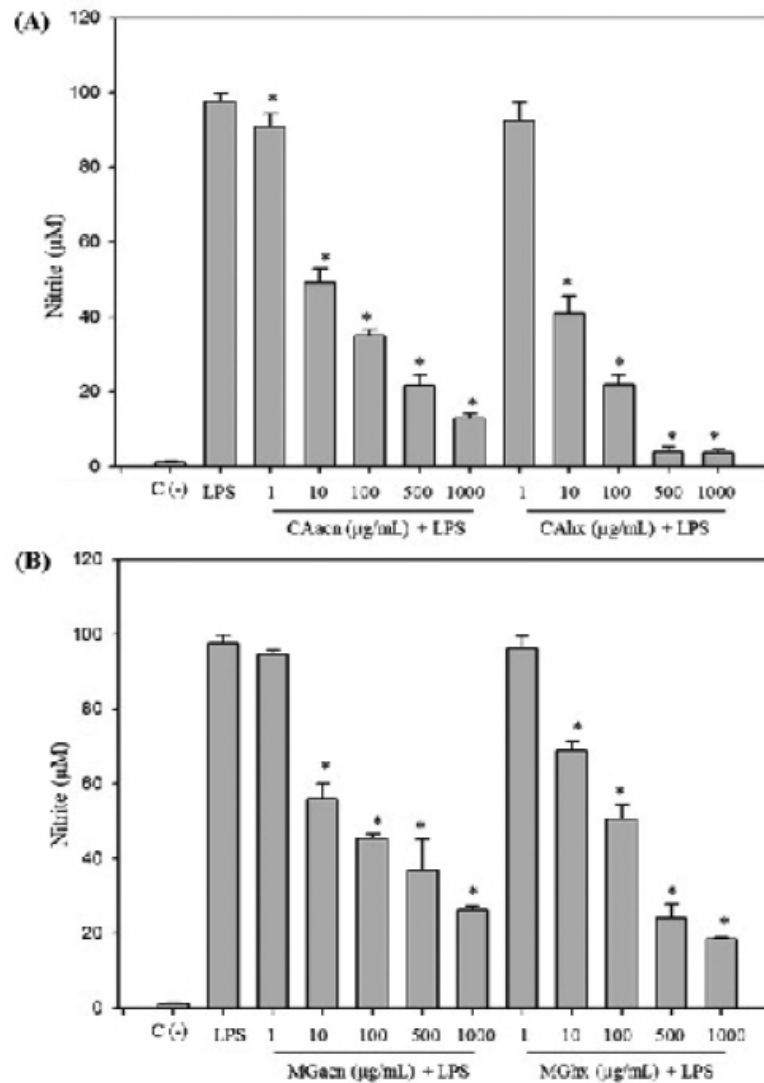 (A)
120
100
80
60
40
20
0
Nitrite (µM)
* * * * * * * * *
C (-) LPS 1 10 100 500 1000 1 10 100 500 1000
CAacn (µg/mL) + LPS CAhx (µg/mL) + LPS
(B)
120
100
80
60
40
20
0
Nitrite (µM)
* * * * * * * *
C (-) LPS 1 10 100 500 1000 1 10 100 500 1000
MGacn (µg/mL) + LPS MGhx (µg/mL) + LPS